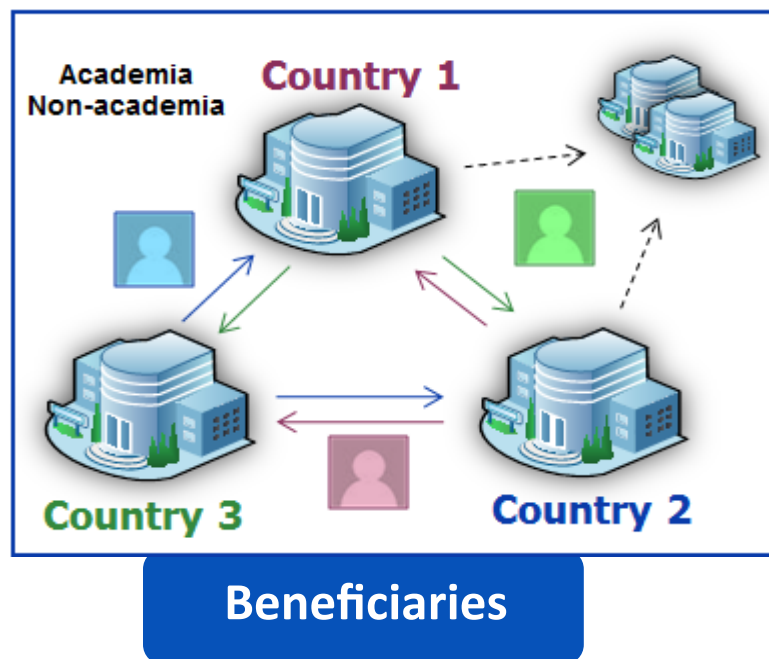 Academia
Non-academia
Country 1
Country 3
Country 2
Beneficiaries